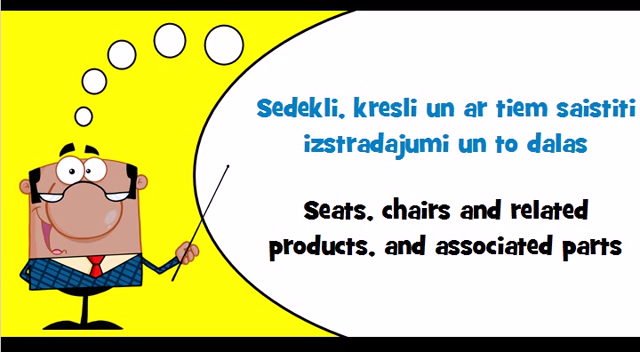 Sedekli, kresli un ar tiem saistiti
izstradajumi un to dalas
Seats, chairs and related
products, and associated parts